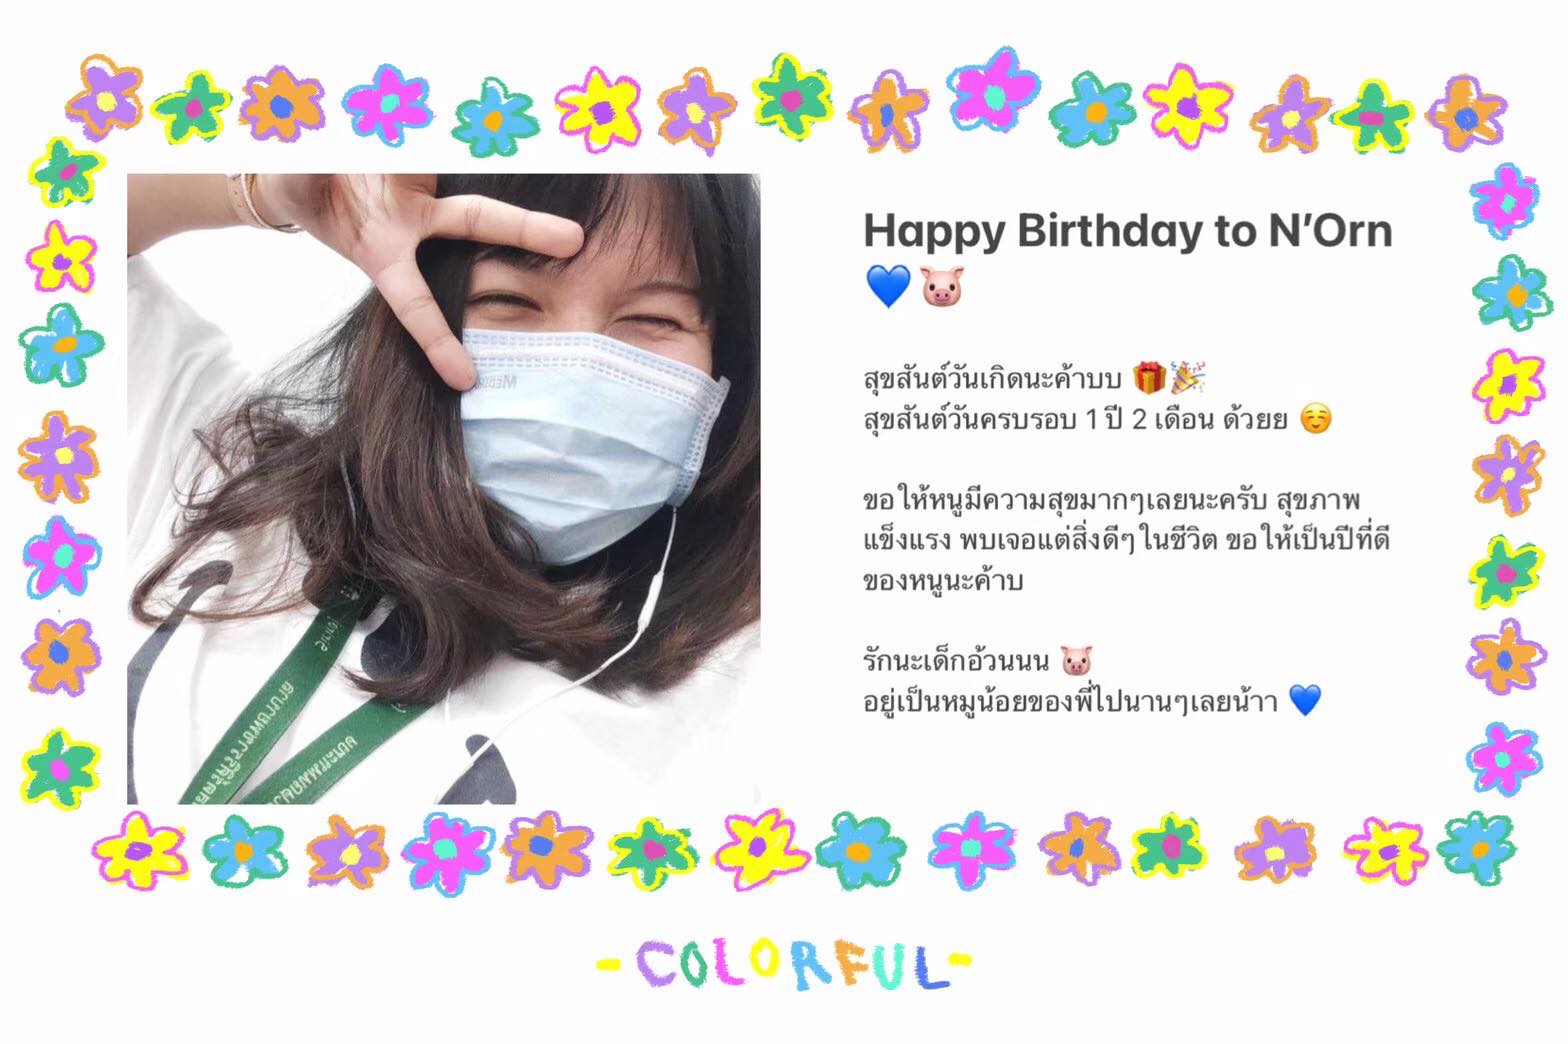 Happy Birthday to N'Orn
💙🐷
สุขสันต์วันเกิดนะค้าบบ 🎁🎉
สุขสันต์วันครบรอบ 1 ปี 2 เดือน ด้วยย ☺️
ขอให้หนูมีความสุขมากๆเลยนะครับ สุขภาพ
แข็งแรง พบเจอแต่สิ่งดีๆในชีวิต ขอให้เป็นปีที่ดี
ของหนูนะค้าบ
รักนะเด็กอ้วนนน 🐷
อยู่เป็นหมูน้อยของพี่ไปนานๆเลยน้าา 💙
-COLORFUL-